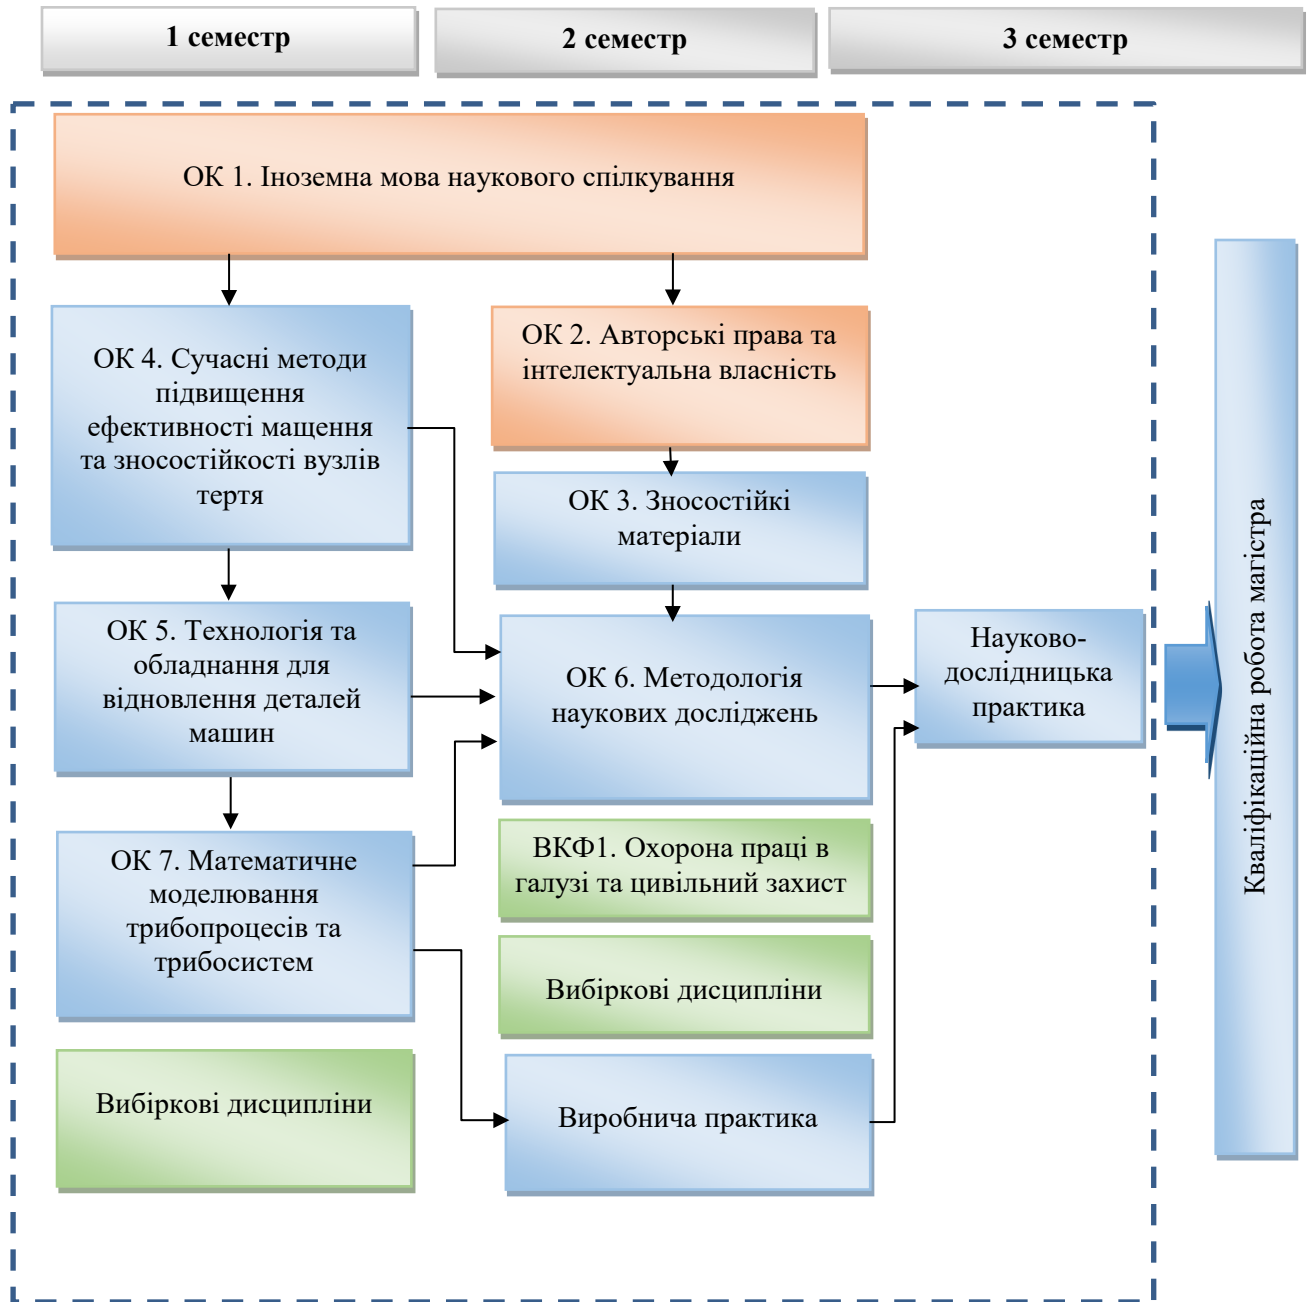 1 семестр
2 семестр
3 семестр
ОК 1. Іноземна мова наукового спілкування
ОК 4. Сучасні методи
підвищення
ефективності мащення
та зносостійкості вузлів
тертя
ОК 2. Авторські права та
інтелектуальна власність
ОК 3. Зносостійкі
матеріали
ОК 5. Технологія та
обладнання для
відновлення деталей
машин
ОК 6. Методологія
наукових досліджень
Науково-
дослідницька
практика
ОК 7. Математичне
моделювання
трибопроцесів та
трибосистем
ВКФ1. Охорона праці в
галузі та цивільний захист
Вибіркові дисципліни
Вибіркові дисципліни
Виробнича практика
Кваліфікаційна робота магістра